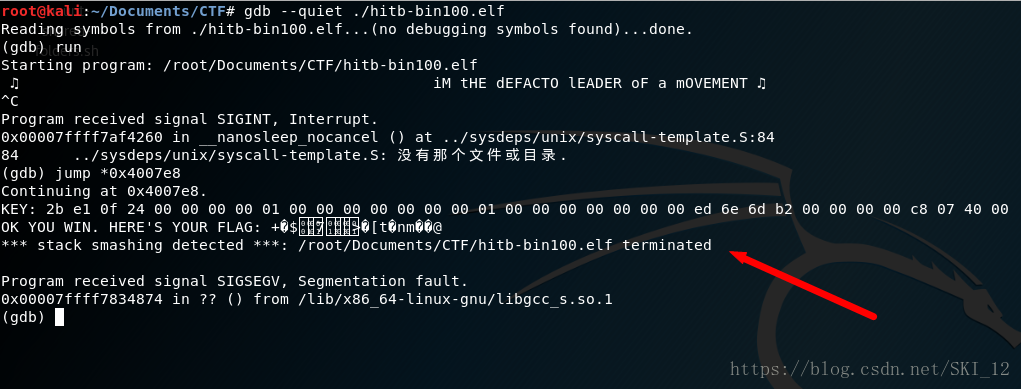 root@kali:~/Documents/CTF# gdb --quiet ./hitb-bin100.elf
Reading symbols from ./hitb-bin100.elf...(no debugging symbols found)...done.
(gdb) run
Starting program: /root/Documents/CTF/hitb-bin100.elf
♫ iM tHE dEFACTO lEADER oF a mOVEMENT ♫
^C
Program received signal SIGINT, Interrupt.
0x00007ffff7af4260 in __nanosleep_nocancel () at ../sysdeps/unix/syscall-template.S:84
84 ../sysdeps/unix/syscall-template.S: 没有那个文件或目录.
(gdb) jump *0x4007e8
Continuing at 0x4007e8.
KEY: 2b e1 0f 24 00 00 00 00 01 00 00 00 00 00 00 00 01 00 00 00 00 00 00 00 ed 6e 6d b2 00 00 00 00 c8 07 40 00
OK YOU WIN. HERE'S YOUR FLAG: +�$�[t�nm��@
*** stack smashing detected ***: /root/Documents/CTF/hitb-bin100.elf terminated
Program received signal SIGSEGV, Segmentation fault.
0x00007ffff7834874 in ?? () from /lib/x86_64-linux-gnu/libgcc_s.so.1
(gdb)
https://blog.csdn.net/SKI_12